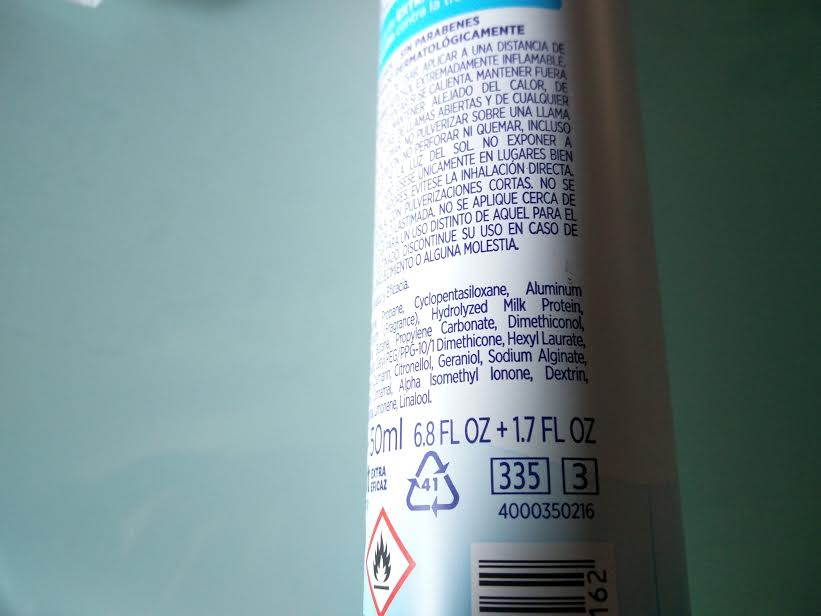 contra la
SIN PARABENES
DERMATOLÓGICAMENTE
APLICAR A UNA DISTANCIA DE
EXTREMADAMENTE INFLAMABLE.
SE CALIENTA. MANTENER FUERA
ALEJADO DEL CALOR, DE
LLAMAS ABIERTAS Y DE CUALQUIER
NO PULVERIZAR SOBRE UNA LLAMA
PERFORAR NI QUEMAR, INCLUSO
LUZ DEL SOL. NO EXPONER A
ÚNICAMENTE EN LUGARES BIEN
EVÍTESE LA INHALACIÓN DIRECTA.
PULVERIZACIONES CORTAS. NO SE
NO SE APLIQUE CERCA DE
UN USO DISTINTO DE AQUEL PARA EL
DISCONTINUE SU USO EN CASO DE
O ALGUNA MOLESTIA.
Eficacia.
Propane, Cyclopentasiloxane, Aluminum
(Fragrance), Hydrolyzed Milk Protein,
Propylene Carbonate, Dimethiconol,
PEG/PPG-10/1 Dimethicone, Hexyl Laurate,
Citronellol, Geraniol, Sodium Alginate,
Alpha Isomethyl Ionone, Dextrin,
Limonene, Linalool.
50ml 6.8 FL OZ + 1.7 FL OZ
EXTRA
EFICAZ
41
335 3
4000350216
162